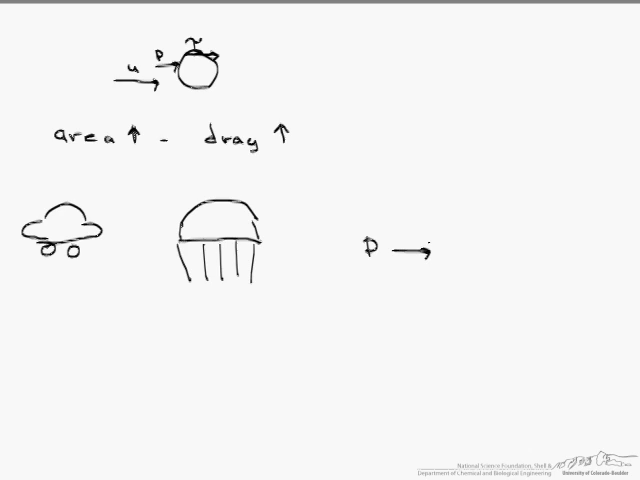 τ
P
u
area ↑ - drag ↑
D →
National Science Foundation, Shell &
Department of Chemical and Biological Engineering
University of Colorado-Boulder